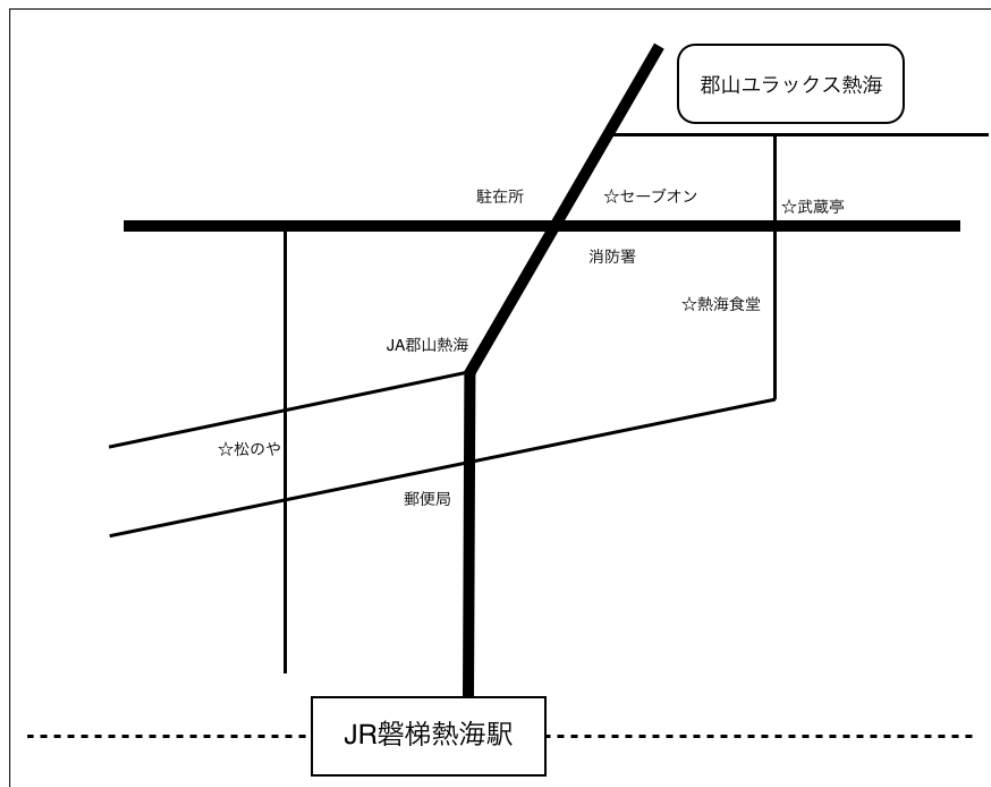 郡山ユラックス熱海
駐在所
☆セーブオン
☆武蔵亭
消防署
☆熱海食堂
JA郡山熱海
☆松のや
郵便局
JR磐梯熱海駅